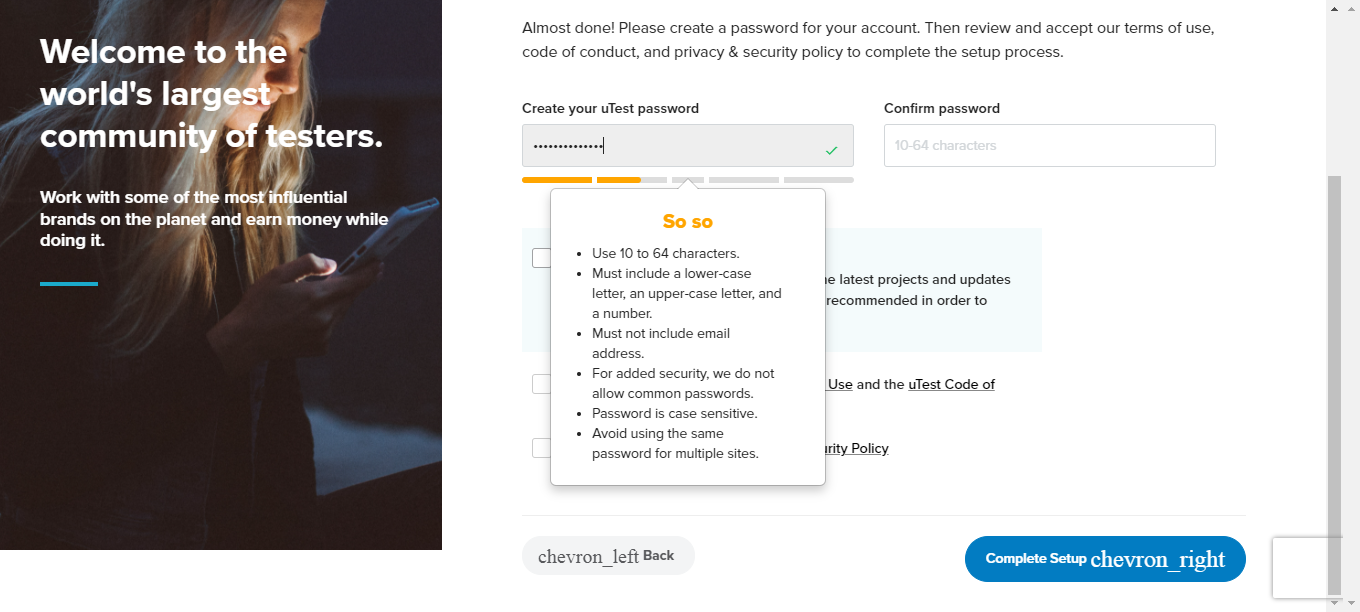 Welcome to the
world's largest
community of testers.
Work with some of the most influential
brands on the planet and earn money while
doing it.
Almost done! Please create a password for your account. Then review and accept our terms of use,
code of conduct, and privacy & security policy to complete the setup process.
Create your uTest password
Confirm password
••••••••••••••
10-64 characters
So so
• Use 10 to 64 characters.
• Must include a lower-case
letter, an upper-case letter, and
a number.
• Must not include email
address.
• For added security, we do not
allow common passwords.
• Password is case sensitive.
• Avoid using the same
password for multiple sites.
latest projects and updates
recommended in order to
Use and the uTest Code of
Policy
chevron_left Back
Complete Setup chevron_right